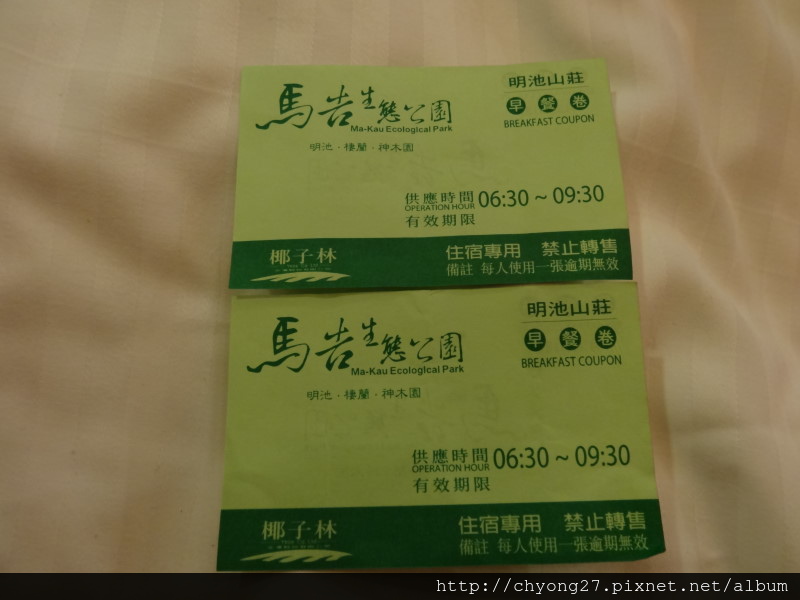 馬告生態公園
Ma-Kau Ecological Park
明池山莊
早餐卷
BREAKFAST COUPON
明池‧棲蘭‧神木園
供應時間 06:30 ~ 09:30
OPERATION HOUR
有效期限
椰子林
住宿專用 禁止轉售
備註 每人使用一張逾期無效
馬告生態公園
Ma-Kau Ecological Park
明池山莊
早餐卷
BREAKFAST COUPON
明池‧棲蘭‧神木園
供應時間 06:30 ~ 09:30
OPERATION HOUR
有效期限
椰子林
住宿專用 禁止轉售
備註 每人使用一張逾期無效
http://chyong27.pixnet.net/album